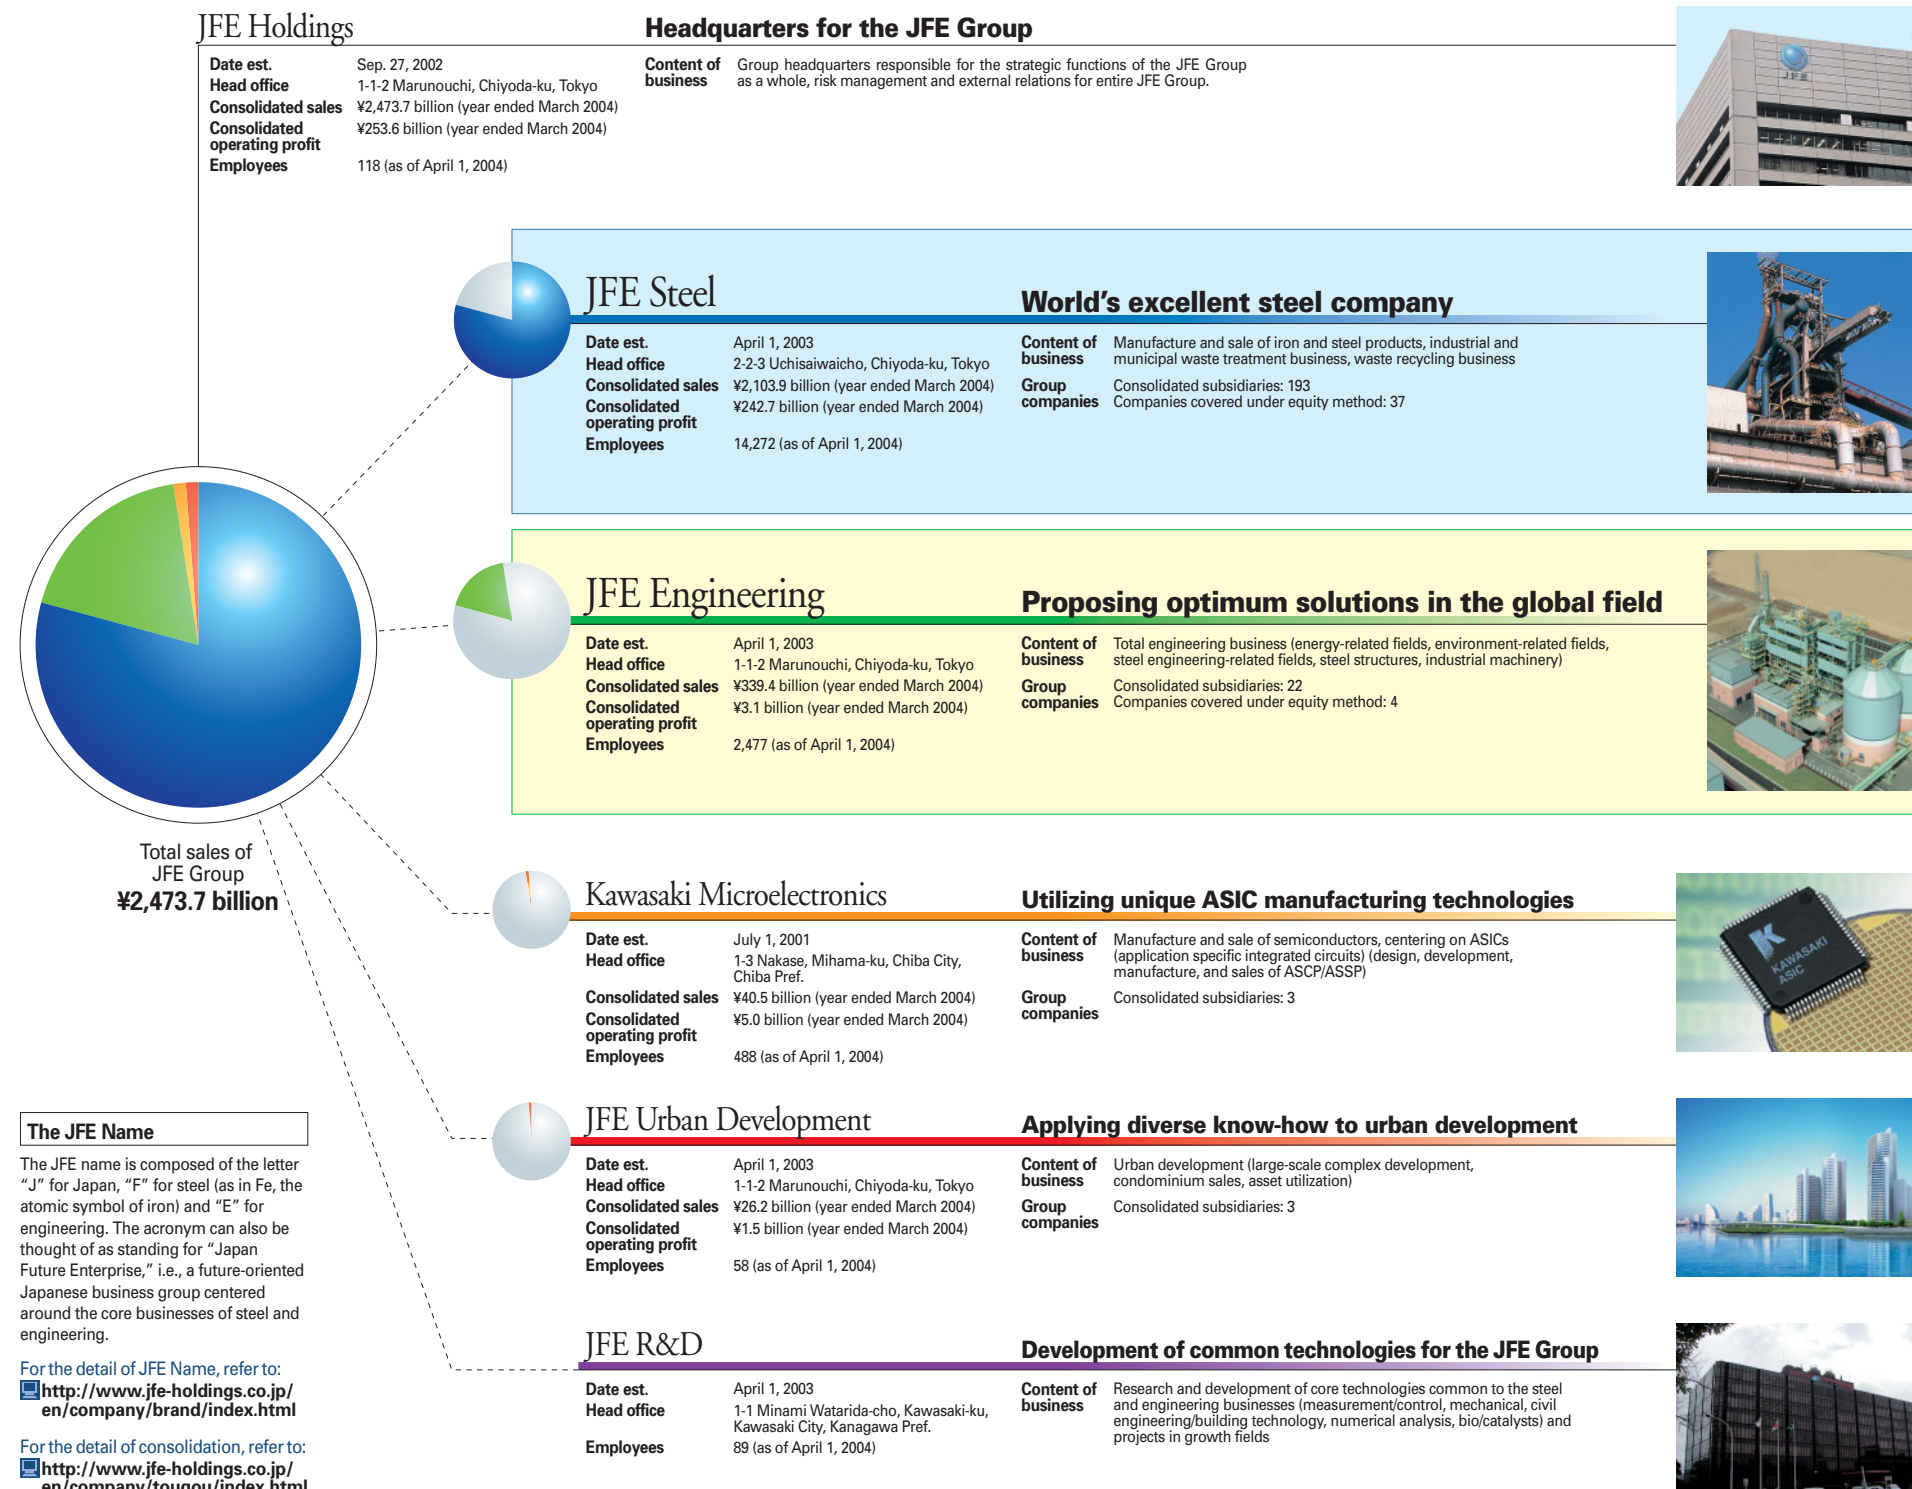 JFE Holdings
Headquarters for the JFE Group
Date est. Sep. 27, 2002
Head office 1-1-2 Marunouchi, Chiyoda-ku, Tokyo
Consolidated sales ¥2,473.7 billion (year ended March 2004)
Consolidated ¥253.6 billion (year ended March 2004)
operating profit
Employees 118 (as of April 1, 2004)
Content of Group headquarters responsible for the strategic functions of the JFE Group
business as a whole, risk management and external relations for entire JFE Group.
JFE
JFE Steel
World's excellent steel company
Date est. April 1, 2003
Head office 2-2-3 Uchisaiwaicho, Chiyoda-ku, Tokyo
Consolidated sales ¥2,103.9 billion (year ended March 2004)
Consolidated ¥242.7 billion (year ended March 2004)
operating profit
Employees 14,272 (as of April 1, 2004)
Content of Manufacture and sale of iron and steel products, industrial and
business municipal waste treatment business, waste recycling business
Group Consolidated subsidiaries: 193
companies Companies covered under equity method: 37
JFE Engineering
Proposing optimum solutions in the global field
Date est. April 1, 2003
Head office 1-1-2 Marunouchi, Chiyoda-ku, Tokyo
Consolidated sales ¥339.4 billion (year ended March 2004)
Consolidated ¥3.1 billion (year ended March 2004)
operating profit
Employees 2,477 (as of April 1, 2004)
Content of Total engineering business (energy-related fields, environment-related fields,
business steel engineering-related fields, steel structures, industrial machinery)
Group Consolidated subsidiaries: 22
companies Companies covered under equity method: 4
Total sales of
JFE Group
¥2,473.7 billion
Kawasaki Microelectronics
Utilizing unique ASIC manufacturing technologies
Date est. July 1, 2001
Head office 1-3 Nakase, Mihama-ku, Chiba City,
Chiba Pref.
Consolidated sales ¥40.5 billion (year ended March 2004)
Consolidated ¥5.0 billion (year ended March 2004)
operating profit
Employees 488 (as of April 1, 2004)
Content of Manufacture and sale of semiconductors, centering on ASICs
business (application specific integrated circuits) (design, development,
manufacture, and sales of ASCP/ASSP)
Group Consolidated subsidiaries: 3
companies
K
KAWASAKI
ASIC
JFE Urban Development
Applying diverse know-how to urban development
Date est. April 1, 2003
Head office 1-1-2 Marunouchi, Chiyoda-ku, Tokyo
Consolidated sales ¥26.2 billion (year ended March 2004)
Consolidated ¥1.5 billion (year ended March 2004)
operating profit
Employees 58 (as of April 1, 2004)
Content of Urban development (large-scale complex development,
business condominium sales, asset utilization)
Group Consolidated subsidiaries: 3
companies
JFE R&D
Development of common technologies for the JFE Group
Date est. April 1, 2003
Head office 1-1 Minami Watarida-cho, Kawasaki-ku,
Kawasaki City, Kanagawa Pref.
Employees 89 (as of April 1, 2004)
Content of Research and development of core technologies common to the steel
business and engineering businesses (measurement/control, mechanical, civil
engineering/building technology, numerical analysis, bio/catalysts) and
projects in growth fields
The JFE Name
The JFE name is composed of the letter
“J” for Japan, “F” for steel (as in Fe, the
atomic symbol of iron) and “E” for
engineering. The acronym can also be
thought of as standing for “Japan
Future Enterprise,” i.e., a future-oriented
Japanese business group centered
around the core businesses of steel and
engineering.
For the detail of JFE Name, refer to:
http://www.jfe-holdings.co.jp/
en/company/brand/index.html
For the detail of consolidation, refer to:
http://www.jfe-holdings.co.jp/
en/company/tougou/index.html